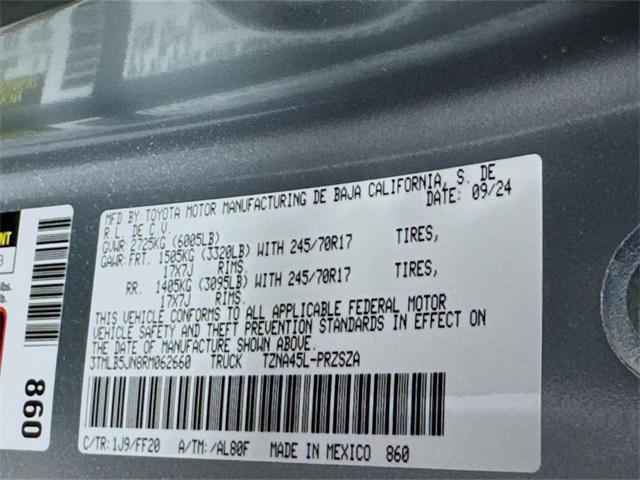 MFD BY: TOYOTA MOTOR MANUFACTURING DE BAJA CALIFORNIA, S. DE
R.L. DE C.V. DATE: 09/24
GVWR: 2725KG (6005LB)
GAWR: FRT. 1505KG (3320LB) WITH 245/70R17 TIRES,
17X7J RIMS.
RR. 1405KG (3095LB) WITH 245/70R17 TIRES,
17X7J RIMS.
THIS VEHICLE CONFORMS TO ALL APPLICABLE FEDERAL MOTOR
VEHICLE SAFETY AND THEFT PREVENTION STANDARDS IN EFFECT ON
THE DATE OF MANUFACTURE SHOWN ABOVE.
3TMLB5JN8RM062660 TRUCK TZNA45L-PRZSZA
C/TR: 1J9/FF20 A/TM: /AL80F MADE IN MEXICO 860
3
lbs.
lb.
860